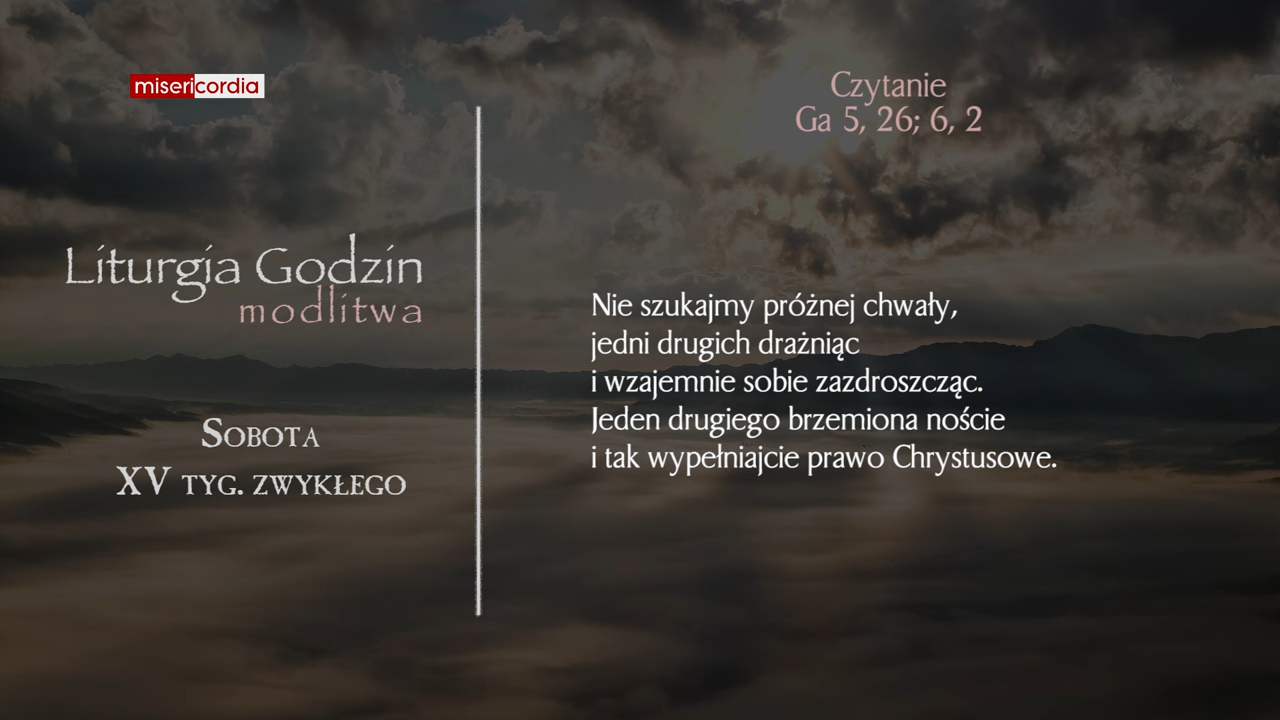 misericordia
Liturgia Godzin
modlitwa
Sobota
XV tyg. zwykłego
Czytanie
Ga 5, 26; 6, 2
Nie szukajmy próżnej chwały,
jedni drugich drażniąc
i wzajemnie sobie zazdroszcząc.
Jeden drugiego brzemiona noście
i tak wypełniajcie prawo Chrystusowe.